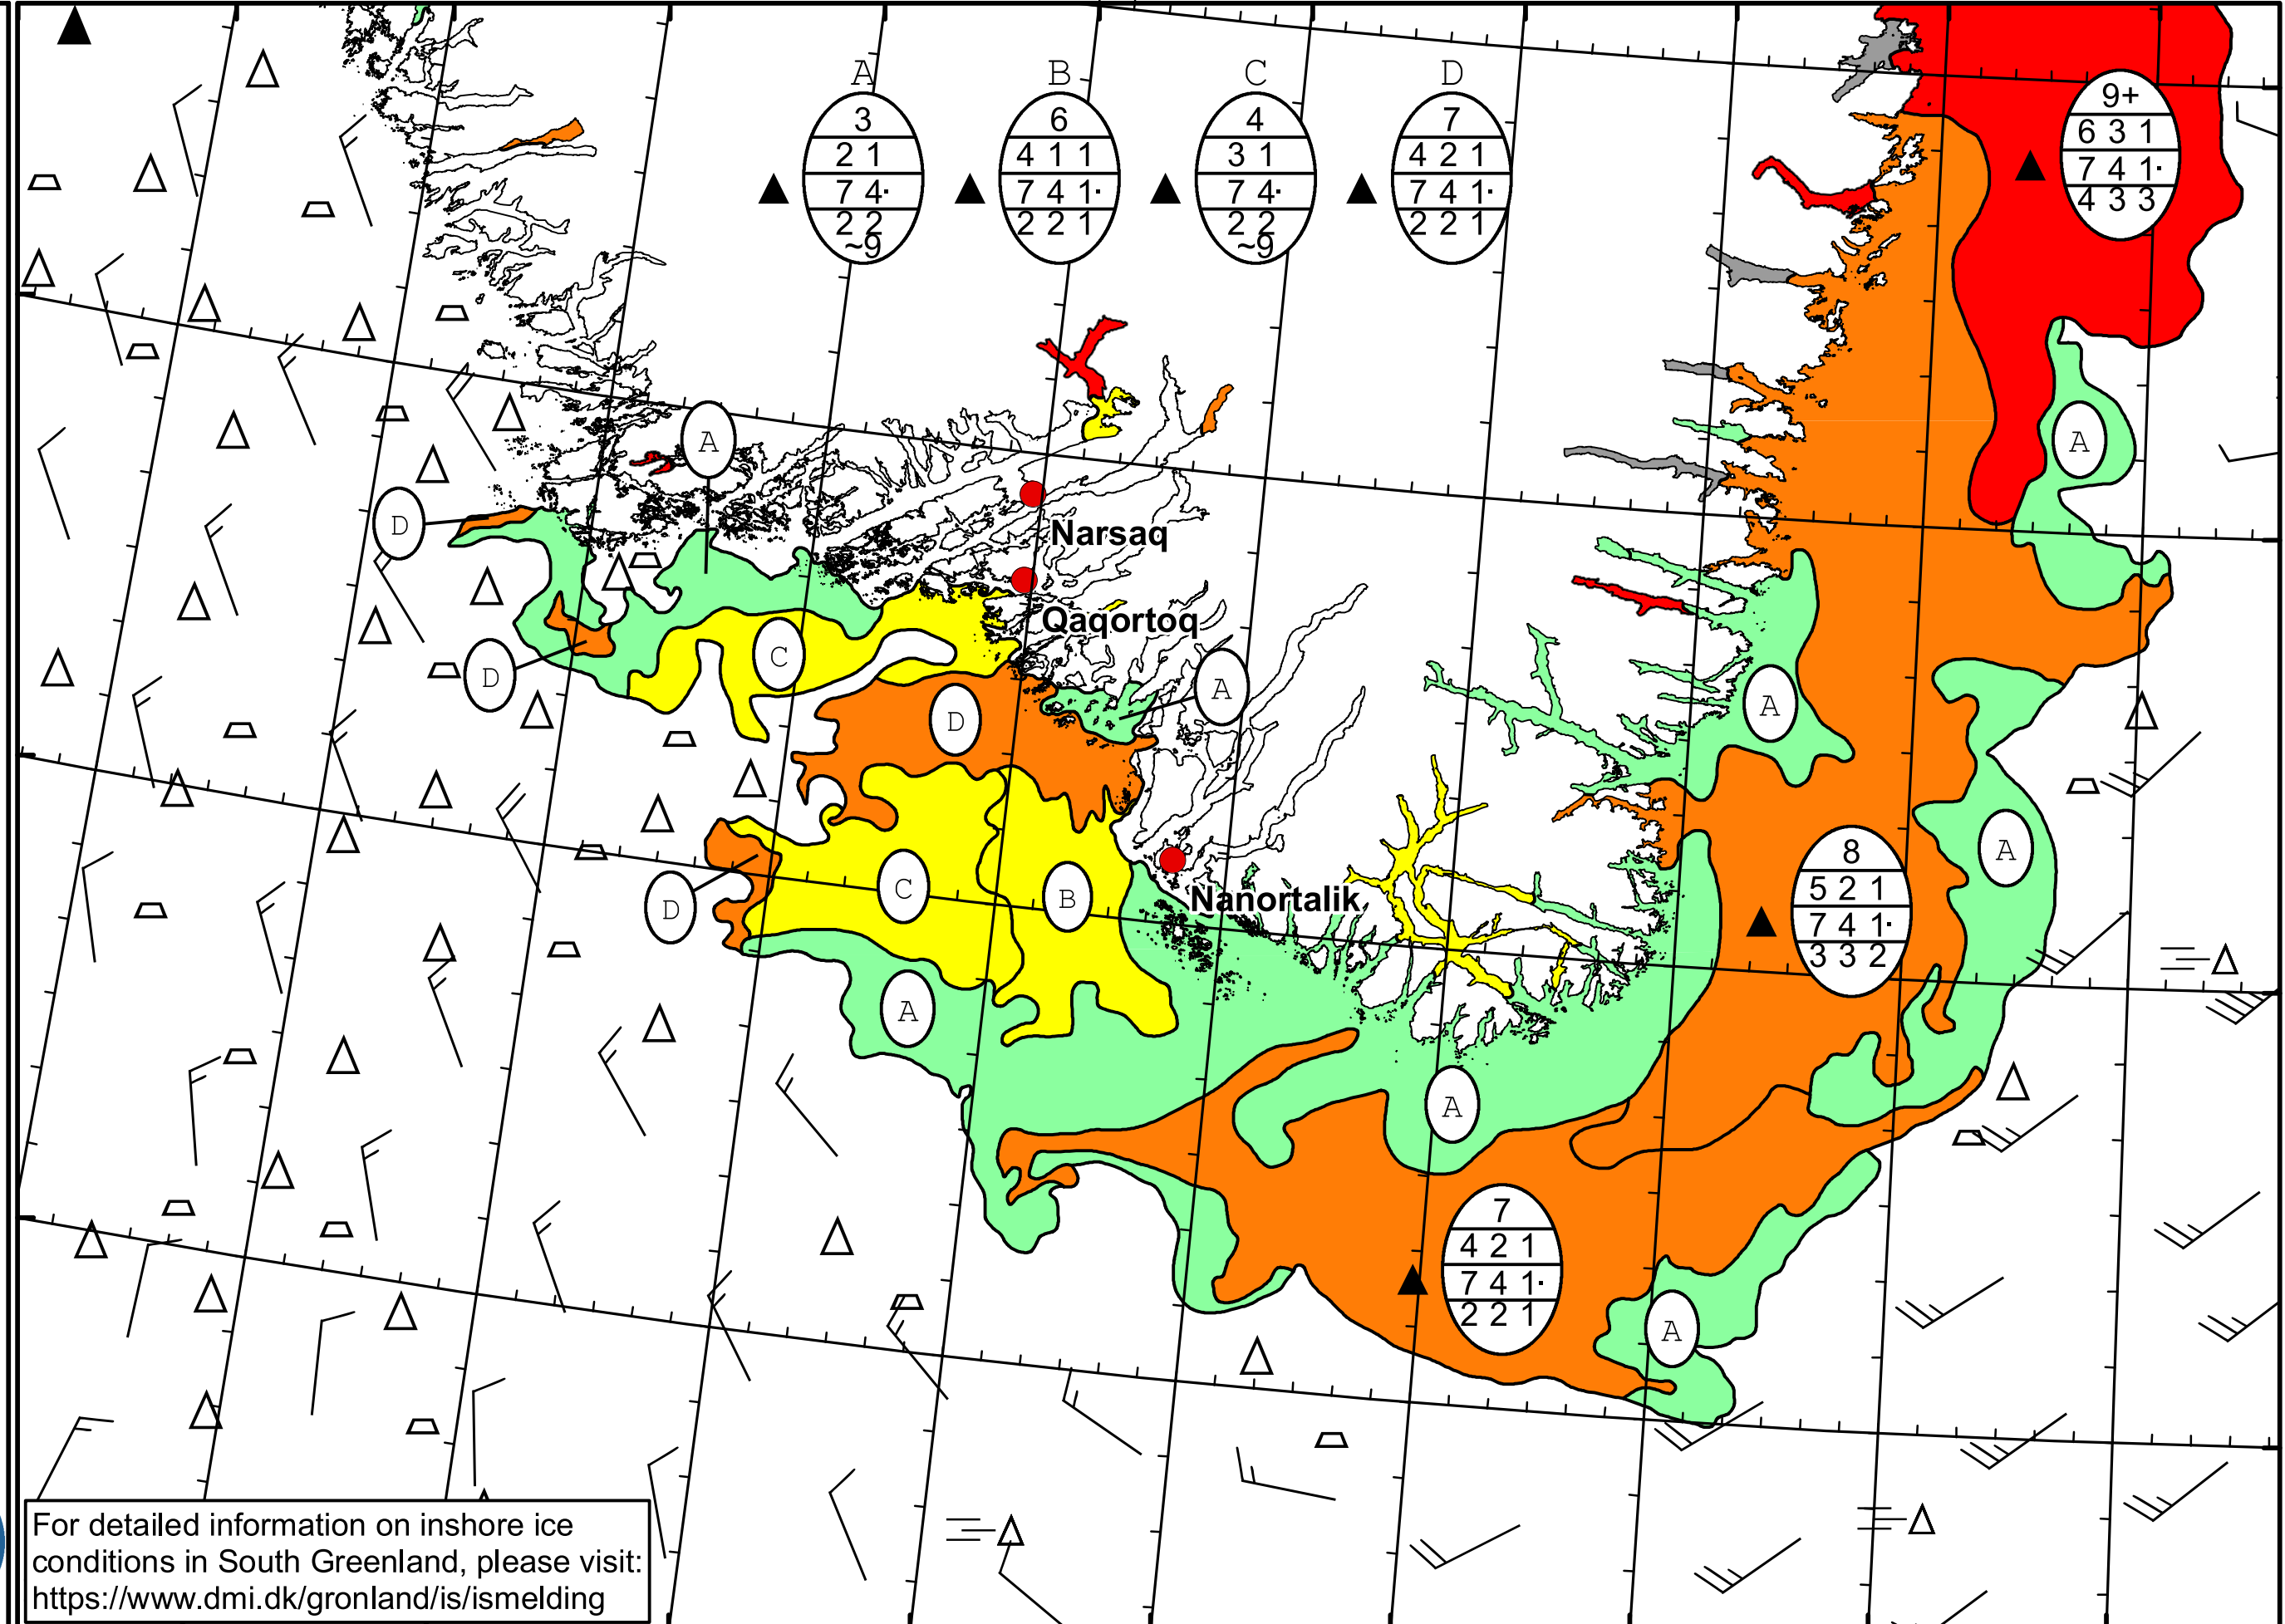 A B C D
3
2 1
7 4·
2 2
~9
6
4 1 1
7 4 1·
2 2 1
4
3 1
7 4·
2 2
~9
7
4 2 1
7 4 1·
2 2 1
9+
6 3 1
7 4 1·
4 3 3
A
A
D
Narsaq
Qaqortoq
C
D
A
A
D
A
8
5 2 1
7 4 1·
3 3 2
C
B
D
Nanortalik
A
A
7
4 2 1
7 4 1·
2 2 1
A
For detailed information on inshore ice
conditions in South Greenland, please visit:
https://www.dmi.dk/gronland/is/ismelding